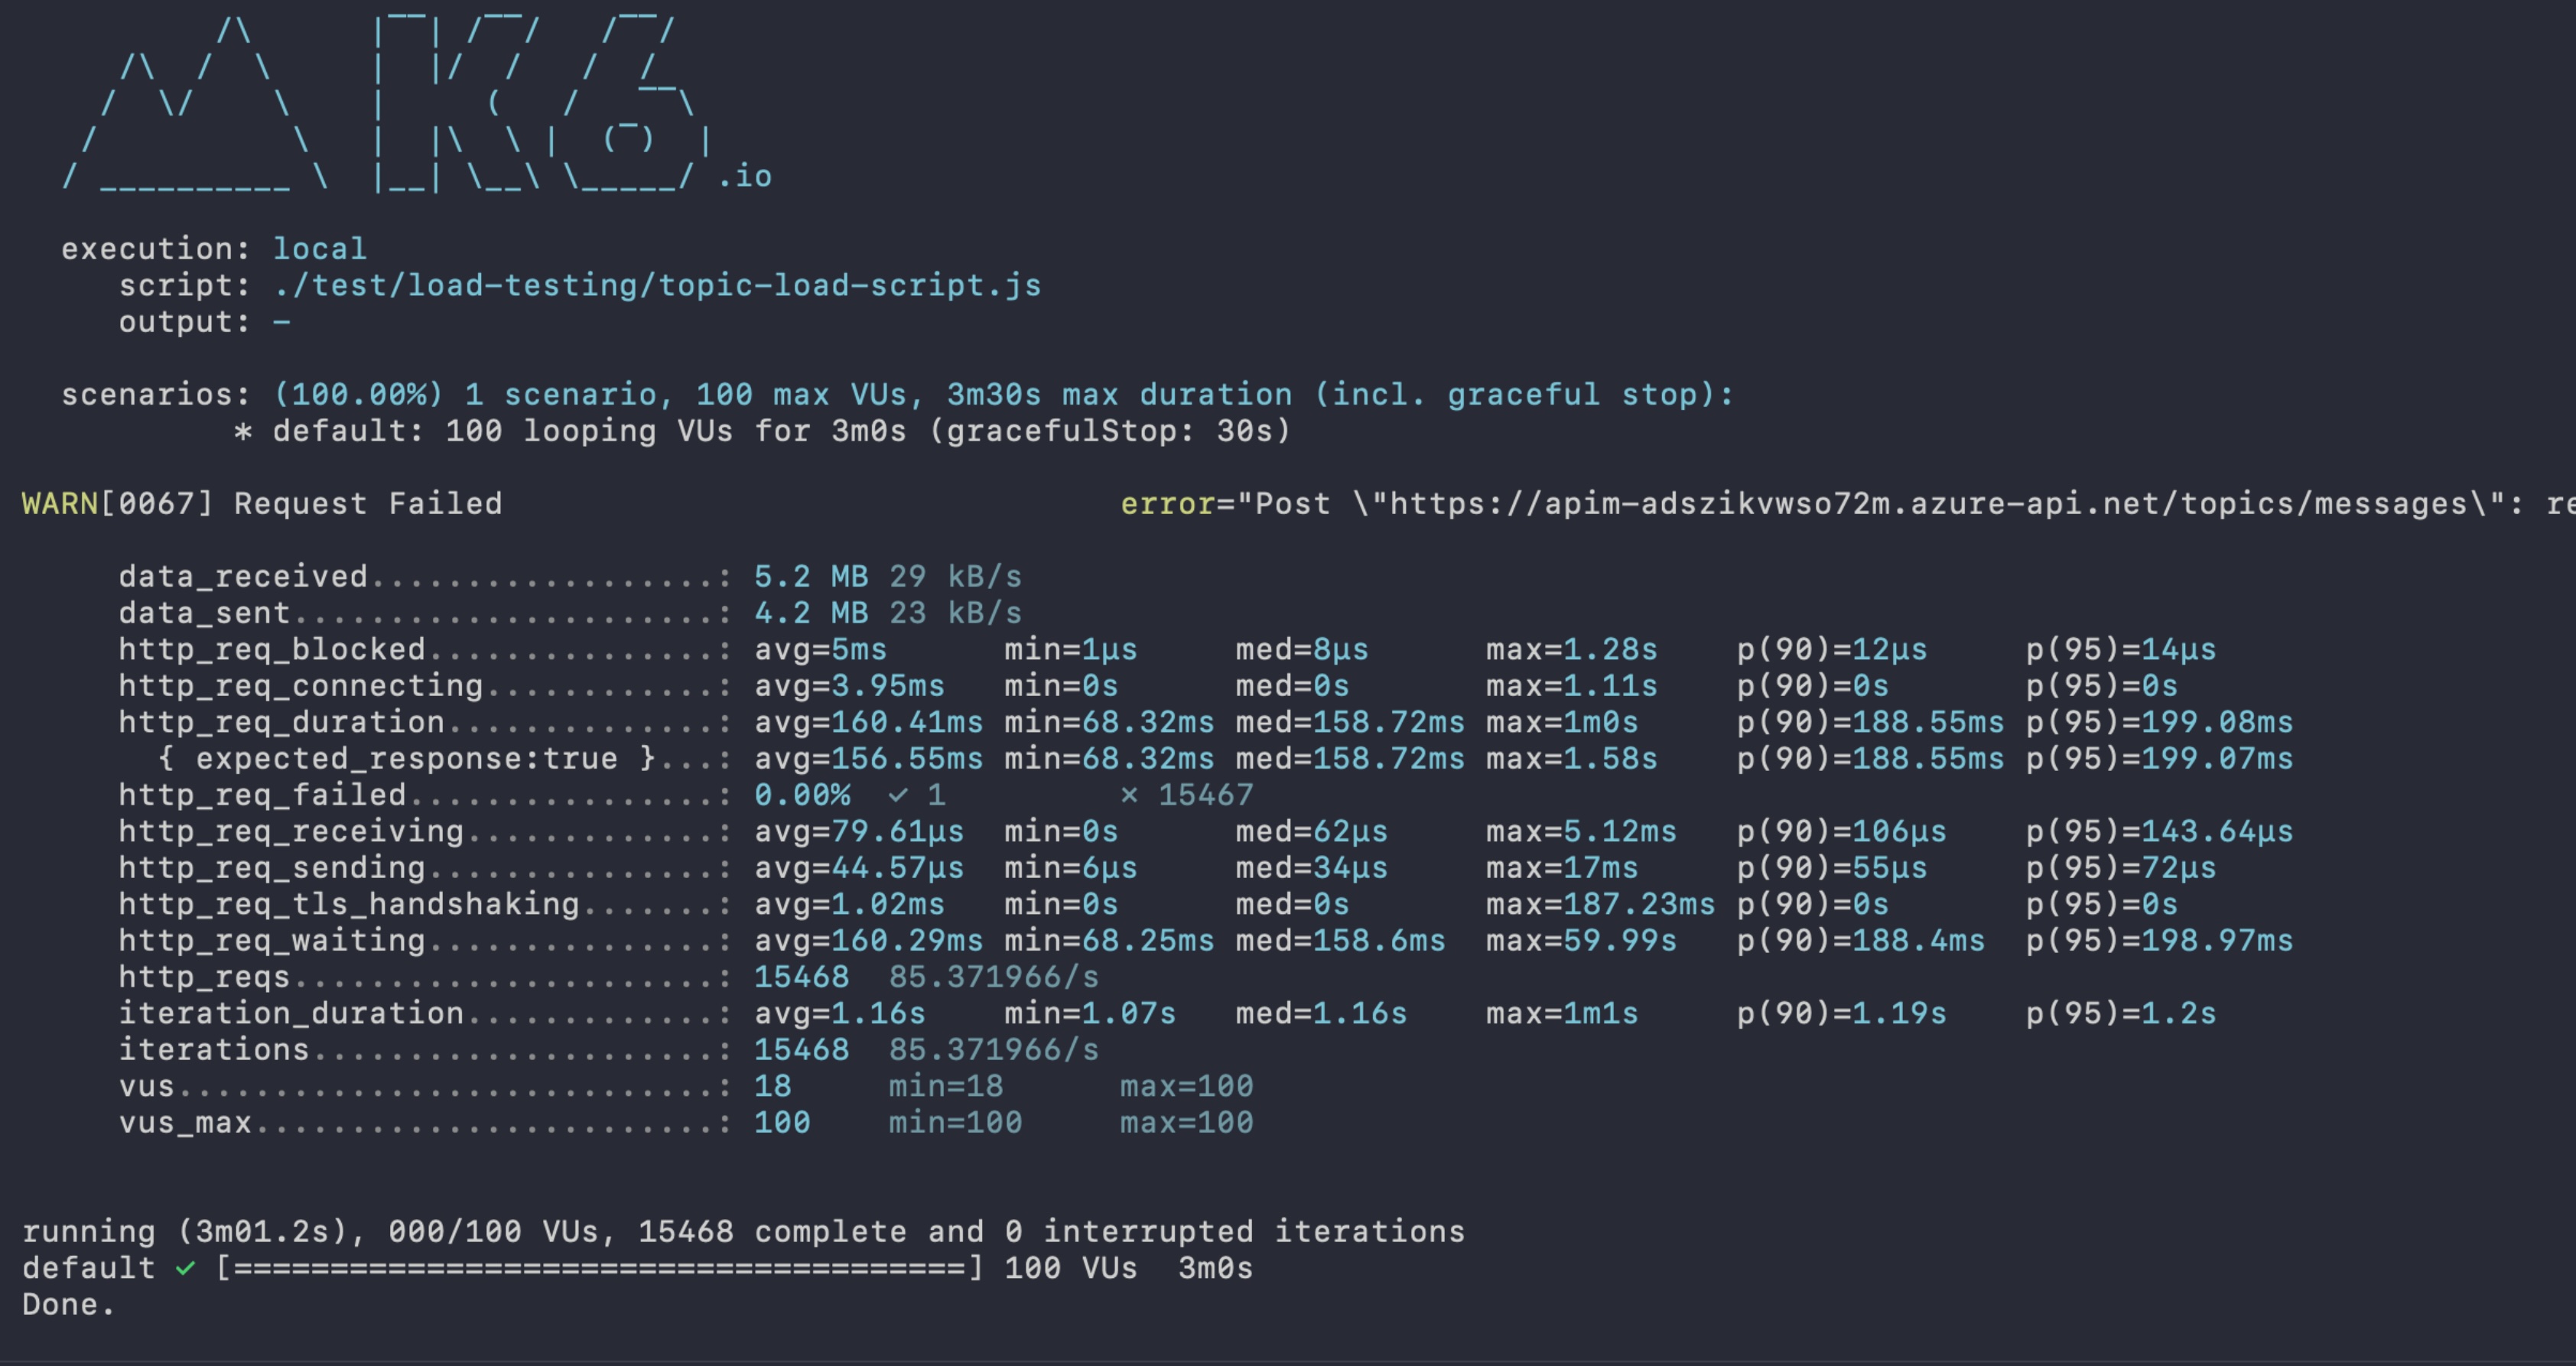 /\      |‾‾| /‾‾/   /‾‾/
/\  /  \     |  |/  /   /  /
/  \/    \    |     (   /   ‾‾\
/          \   |  |\  \ |  (‾)  |
/ __________ \  |__| \__\ \_____/ .io
execution: local
script: ./test/load-testing/topic-load-script.js
output: -
scenarios: (100.00%) 1 scenario, 100 max VUs, 3m30s max duration (incl. graceful stop):
* default: 100 looping VUs for 3m0s (gracefulStop: 30s)
WARN[0067] Request Failed error="Post \"https://apim-adszikvwso72m.azure-api.net/topics/messages\": re
data_received..................: 5.2 MB 29 kB/s
data_sent......................: 4.2 MB 23 kB/s
http_req_blocked...............: avg=5ms min=1µs med=8µs max=1.28s p(90)=12µs p(95)=14µs
http_req_connecting............: avg=3.95ms min=0s med=0s max=1.11s p(90)=0s p(95)=0s
http_req_duration..............: avg=160.41ms min=68.32ms med=158.72ms max=1m0s p(90)=188.55ms p(95)=199.08ms
{ expected_response:true }...: avg=156.55ms min=68.32ms med=158.72ms max=1.58s p(90)=188.55ms p(95)=199.07ms
http_req_failed................: 0.00% ✓ 1 ✗ 15467
http_req_receiving.............: avg=79.61µs min=0s med=62µs max=5.12ms p(90)=106µs p(95)=143.64µs
http_req_sending...............: avg=44.57µs min=6µs med=34µs max=17ms p(90)=55µs p(95)=72µs
http_req_tls_handshaking.......: avg=1.02ms min=0s med=0s max=187.23ms p(90)=0s p(95)=0s
http_req_waiting...............: avg=160.29ms min=68.25ms med=158.6ms max=59.99s p(90)=188.4ms p(95)=198.97ms
http_reqs......................: 15468 85.371966/s
iteration_duration.............: avg=1.16s min=1.07s med=1.16s max=1m1s p(90)=1.19s p(95)=1.2s
iterations.....................: 15468 85.371966/s
vus............................: 18 min=18 max=100
vus_max........................: 100 min=100 max=100
running (3m01.2s), 000/100 VUs, 15468 complete and 0 interrupted iterations
default ✓ [======================================] 100 VUs 3m0s
Done.